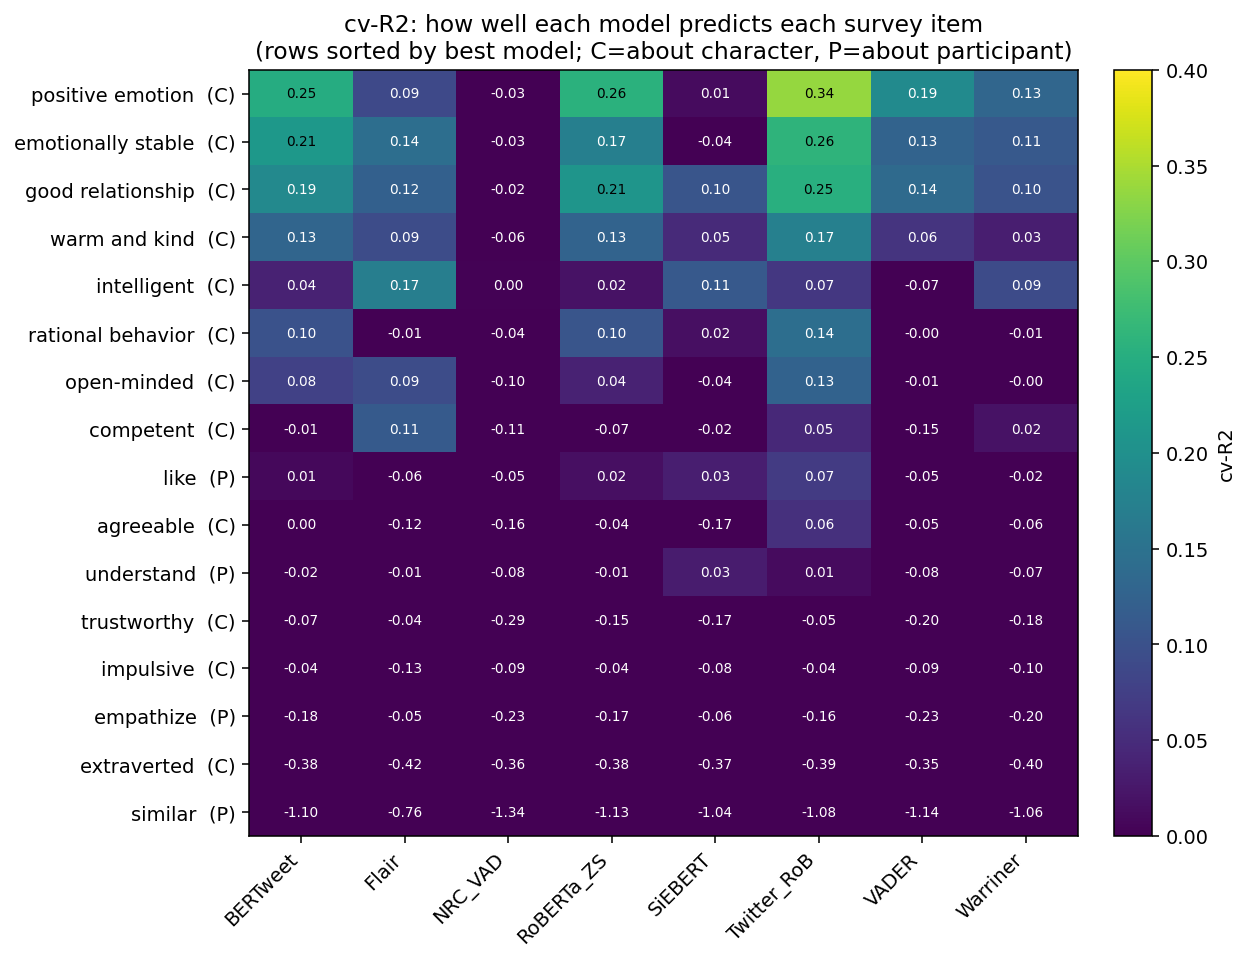 cv-R2: how well each model predicts each survey item
(rows sorted by best model; C=about character, P=about participant)
positive emotion (C) 0.25 0.09 -0.03 0.26 0.01 0.34 0.19 0.13
emotionally stable (C) 0.21 0.14 -0.03 0.17 -0.04 0.26 0.13 0.11
good relationship (C) 0.19 0.12 -0.02 0.21 0.10 0.25 0.14 0.10
warm and kind (C) 0.13 0.09 -0.06 0.13 0.05 0.17 0.06 0.03
intelligent (C) 0.04 0.17 0.00 0.02 0.11 0.07 -0.07 0.09
rational behavior (C) 0.10 -0.01 -0.04 0.10 0.02 0.14 -0.00 -0.01
open-minded (C) 0.08 0.09 -0.10 0.04 -0.04 0.13 -0.01 -0.00
competent (C) -0.01 0.11 -0.11 -0.07 -0.02 0.05 -0.15 0.02
like (P) 0.01 -0.06 -0.05 0.02 0.03 0.07 -0.05 -0.02
agreeable (C) 0.00 -0.12 -0.16 -0.04 -0.17 0.06 -0.05 -0.06
understand (P) -0.02 -0.01 -0.08 -0.01 0.03 0.01 -0.08 -0.07
trustworthy (C) -0.07 -0.04 -0.29 -0.15 -0.17 -0.05 -0.20 -0.18
impulsive (C) -0.04 -0.13 -0.09 -0.04 -0.08 -0.04 -0.09 -0.10
empathize (P) -0.18 -0.05 -0.23 -0.17 -0.06 -0.16 -0.23 -0.20
extraverted (C) -0.38 -0.42 -0.36 -0.38 -0.37 -0.39 -0.35 -0.40
similar (P) -1.10 -0.76 -1.34 -1.13 -1.04 -1.08 -1.14 -1.06
BERTweet Flair NRC_VAD RoBERTa_ZS SiEBERT Twitter_RoB VADER Warriner
0.40
0.35
0.30
0.25
0.20
0.15
0.10
0.05
0.00
cv-R2